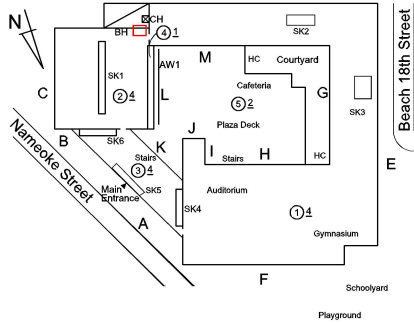 N
CH
BH
④ 1
SK2
Beach 18th Street
M
HC
Courtyard
AW1
SK1
Cafeteria
G
SK3
C
② 4
L
⑤ 2
Plaza Deck
SK6
B
K
J
Nameoke Street
Stairs
I
Stairs
H
HC
E
③ 4
Main
Entrance
SK5
Auditorium
SK4
① 4
A
Gymnasium
F
Schoolyard
Playground